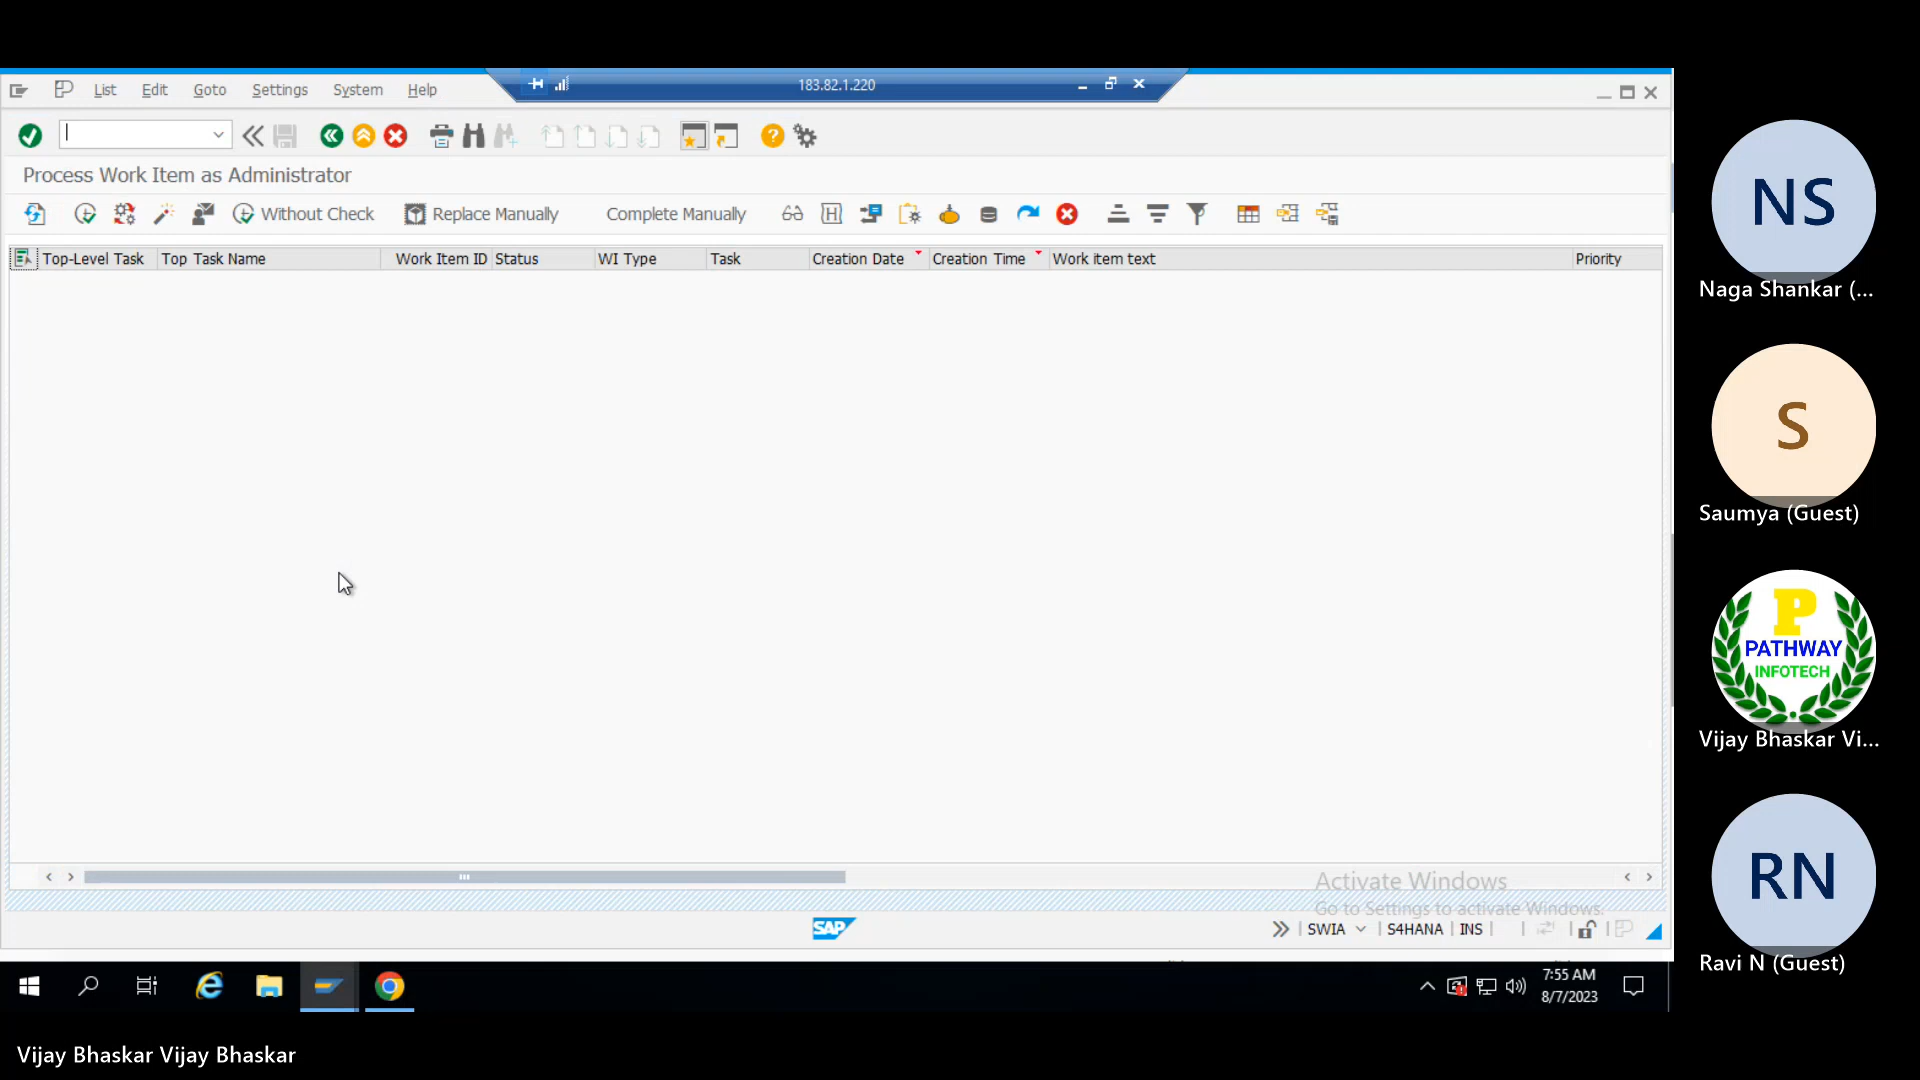 183.82.1.220
List Edit Goto Settings System Help
Process Work Item as Administrator
Without Check Replace Manually Complete Manually
Top-Level Task Top Task Name Work Item ID Status WI Type Task Creation Date Creation Time Work item text Priority
Activate Windows
Go to Settings to activate Windows.
SAP SWIA S4HANA INS
7:55 AM
8/7/2023
Vijay Bhaskar Vijay Bhaskar
NS
Naga Shankar (...
S
Saumya (Guest)
P
PATHWAY
INFOTECH
Vijay Bhaskar Vi...
RN
Ravi N (Guest)